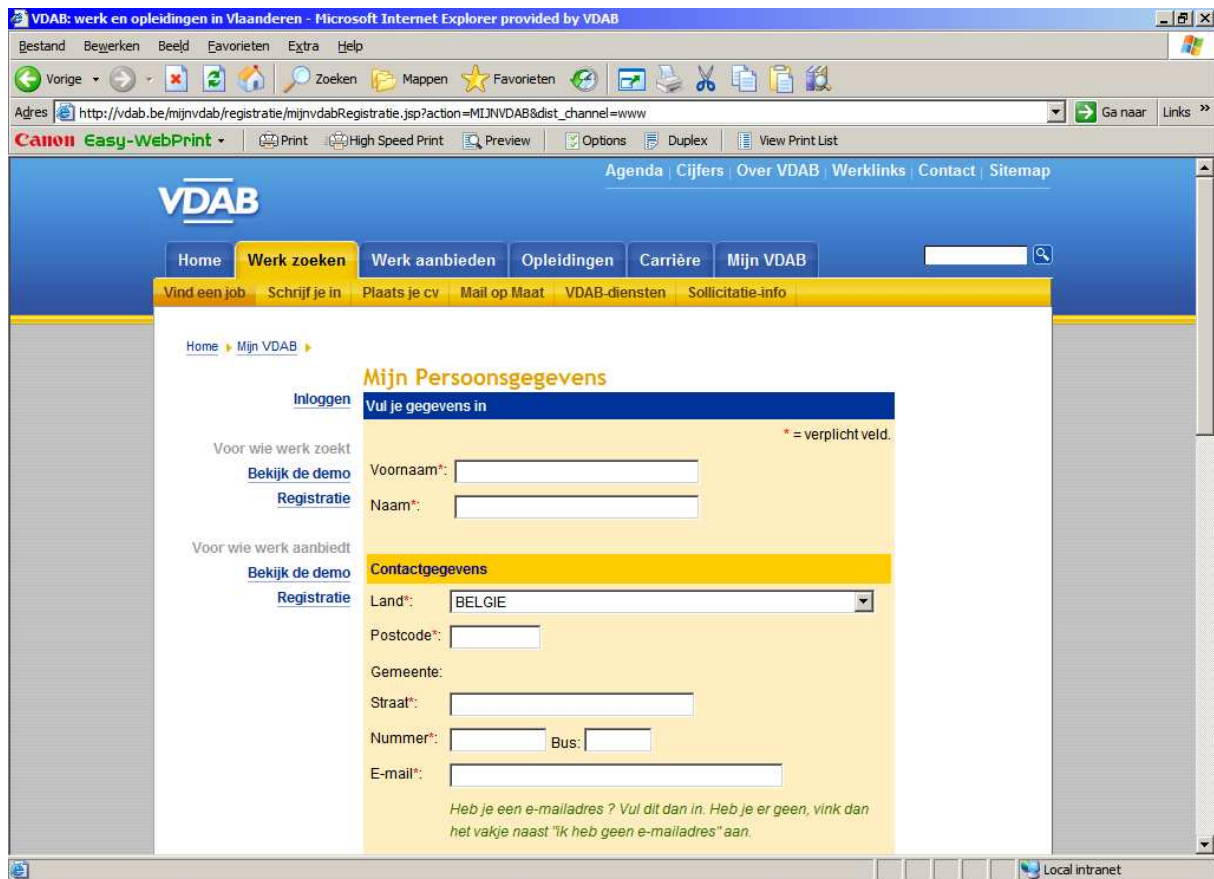 VDAB: werk en opleidingen in Vlaanderen - Microsoft Internet Explorer provided by VDAB
Bestand Bewerken Beeld Favorieten Extra Help
Vorige Zoeken Mappen Favorieten
Adres http://vdab.be/mijnvdab/registratie/mijnvdabRegistratie.jsp?action=MIJNVDAB&dist_channel=www Ga naar Links »
Canon Easy-WebPrint Print High Speed Print Preview Options Duplex View Print List
Agenda | Cijfers | Over VDAB | Werklinks | Contact | Sitemap
VDAB
Home Werk zoeken Werk aanbieden Opleidingen Carrière Mijn VDAB
Vind een job Schrijf je in Plaats je cv Mail op Maat VDAB-diensten Sollicitatie-info
Home Mijn VDAB
Mijn Persoonsgegevens
Inloggen
Vul je gegevens in
* = verplicht veld.
Voor wie werk zoekt
Bekijk de demo
Registratie
Voornaam*:
Naam*:
Voor wie werk aanbiedt
Bekijk de demo
Registratie
Contactgegevens
Land*: BELGIE
Postcode*:
Gemeente:
Straat*:
Nummer*: Bus:
E-mail*:
Heb je een e-mailadres ? Vul dit dan in. Heb je er geen, vink dan
het vakje naast "ik heb geen e-mailadres" aan.
Local intranet